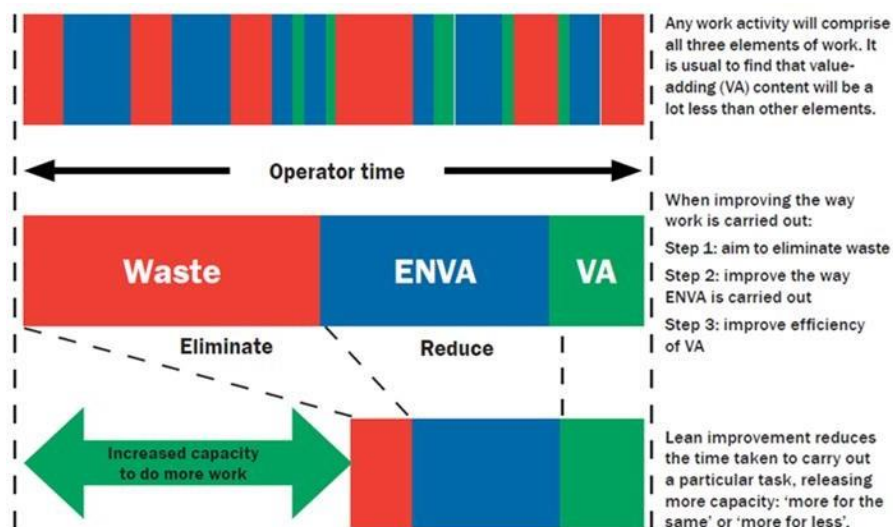 Any work activity will comprise
all three elements of work. It
is usual to find that value-
adding (VA) content will be a
lot less than other elements.
Operator time
When improving the way
work is carried out:
Step 1: aim to eliminate waste
Step 2: improve the way
ENVA is carried out
Step 3: improve efficiency
of VA
Waste
ENVA
VA
Eliminate
Reduce
Increased capacity
to do more work
Lean improvement reduces
the time taken to carry out
a particular task, releasing
more capacity: ‘more for the
same’ or ‘more for less’.